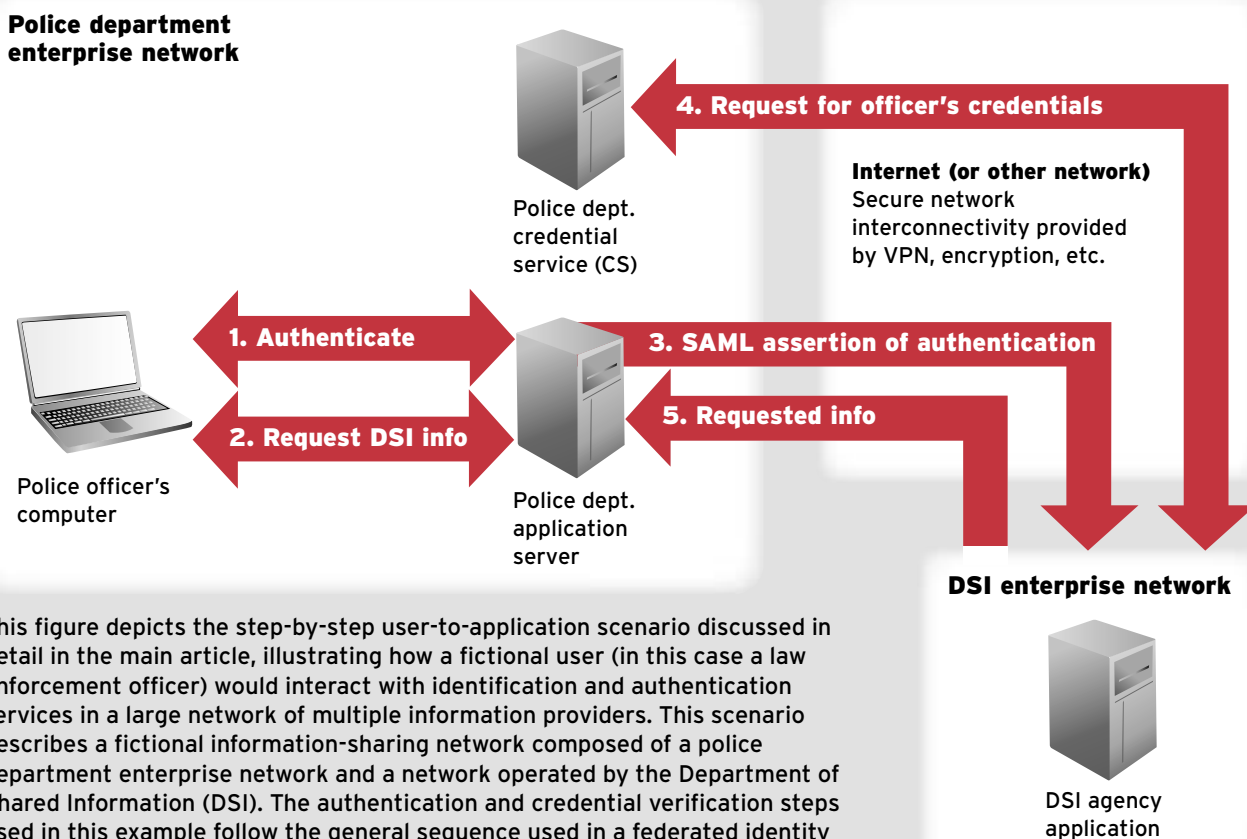 Police department
enterprise network
4. Request for officer's credentials
Internet (or other network)
Secure network
interconnectivity provided
by VPN, encryption, etc.
Police dept.
credential
service (CS)
1. Authenticate
3. SAML assertion of authentication
2. Request DSI info
5. Requested info
Police officer's
computer
Police dept.
application
server
DSI enterprise network
his figure depicts the step-by-step user-to-application scenario discussed in
etail in the main article, illustrating how a fictional user (in this case a law
nforcement officer) would interact with identification and authentication
ervices in a large network of multiple information providers. This scenario
escribes a fictional information-sharing network composed of a police
epartment enterprise network and a network operated by the Department of
hared Information (DSI). The authentication and credential verification steps
sed in this example follow the general sequence used in a federated identity
DSI agency
application